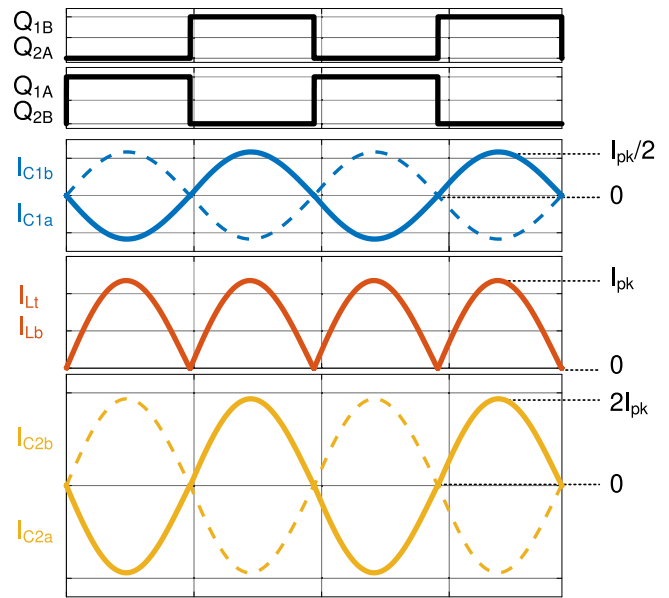 Q1B
Q2A
Q1A
Q2B
IC1b
Ipk/2
0
IC1a
Ipk
ILt
ILb
0
2Ipk
IC2b
0
IC2a